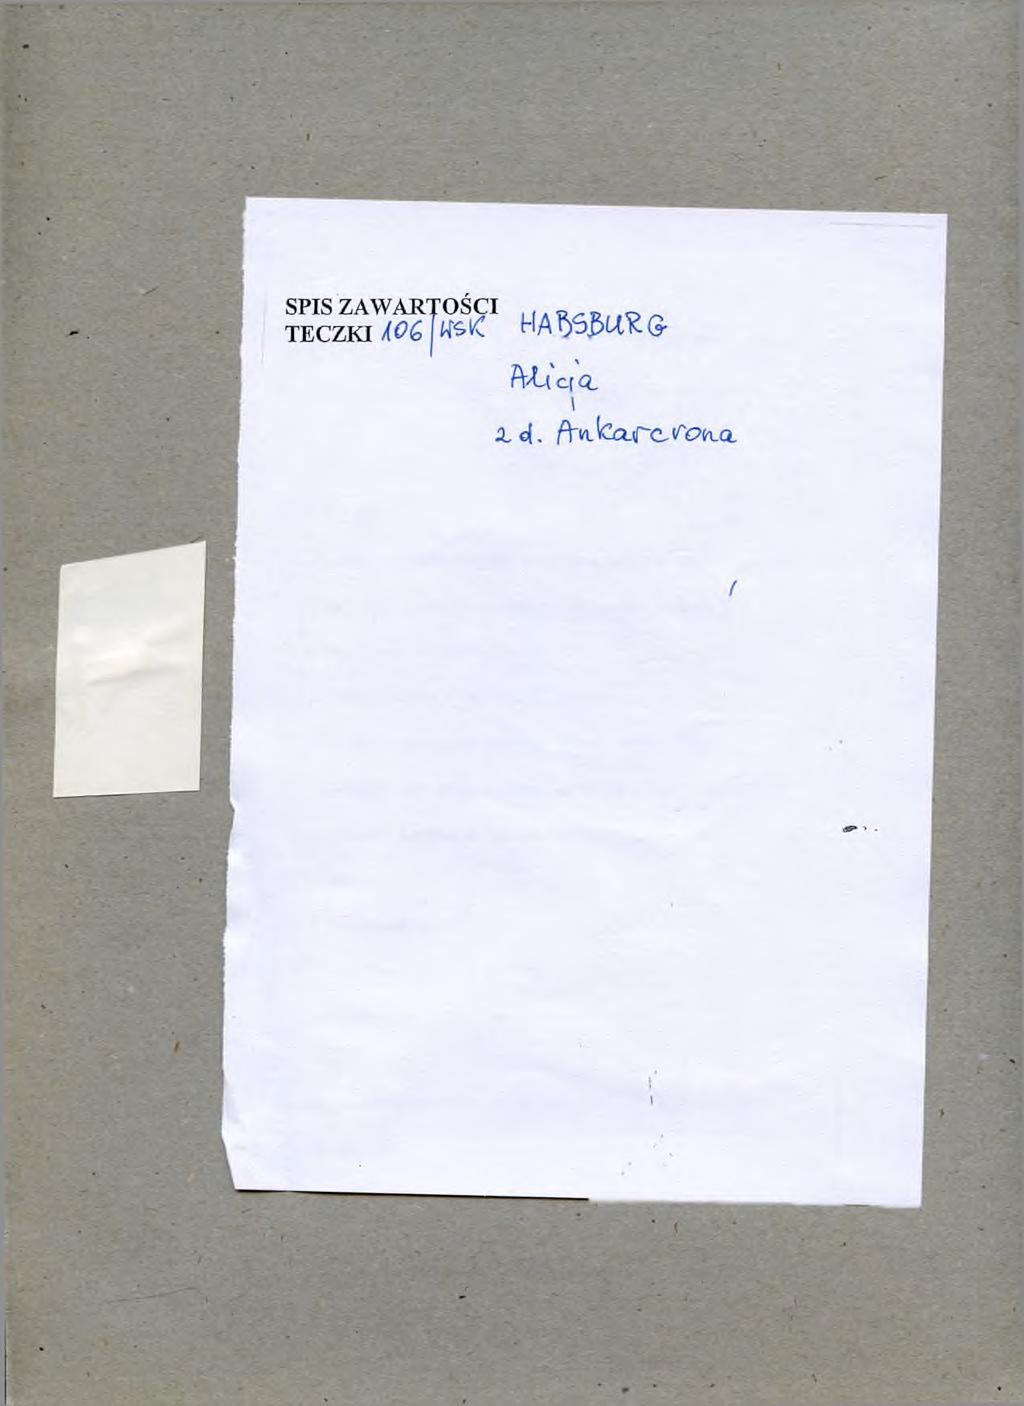 SPIS ZAWARTOŚCI
TECZKI 106/WSK HABSBURG
Alicja
z d. Ankarcrona